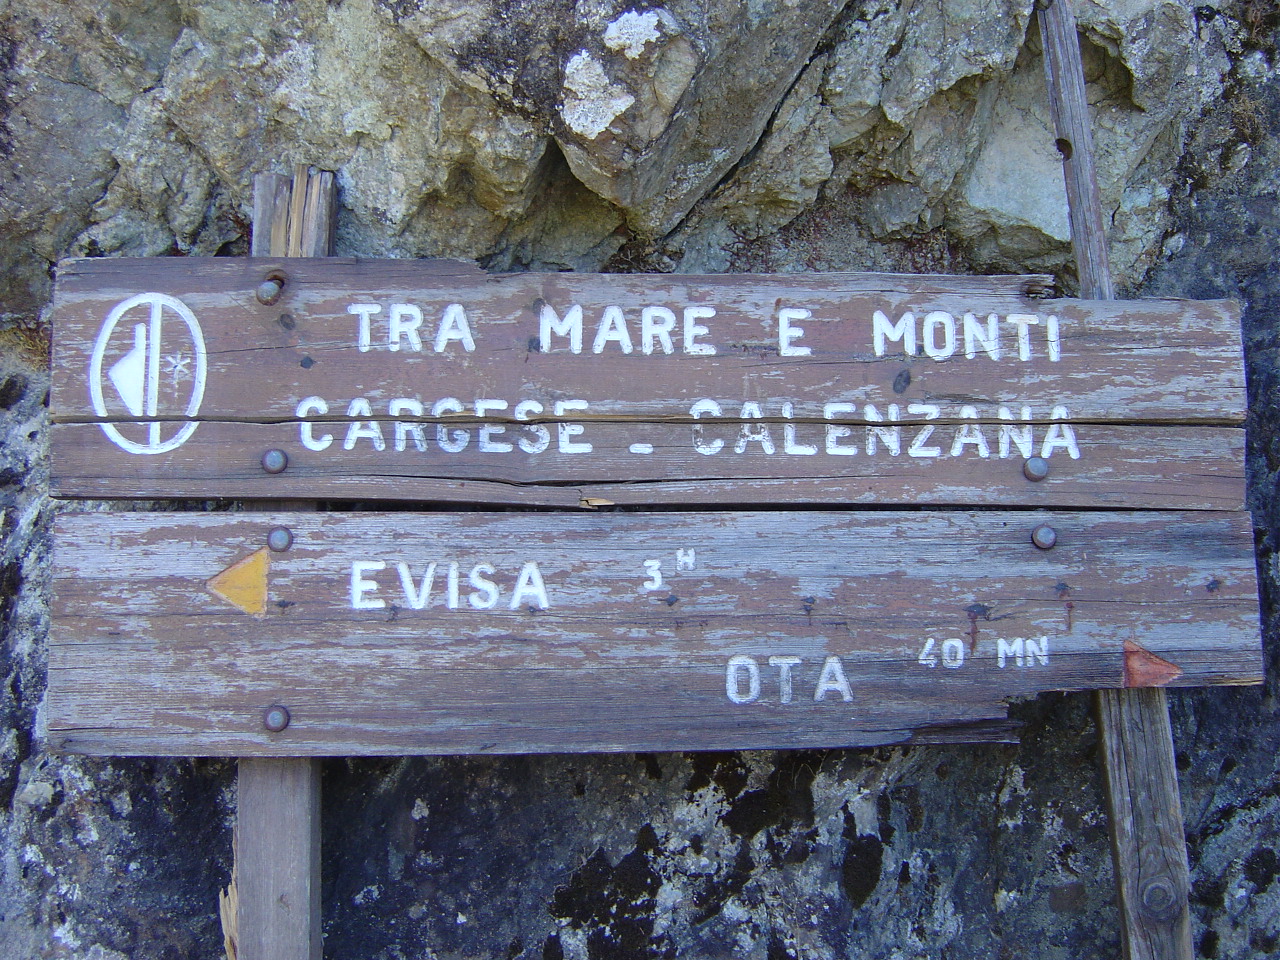 TRA MARE E MONTI
CARGESE - CALENZANA
EVISA 3H
OTA 40 MN